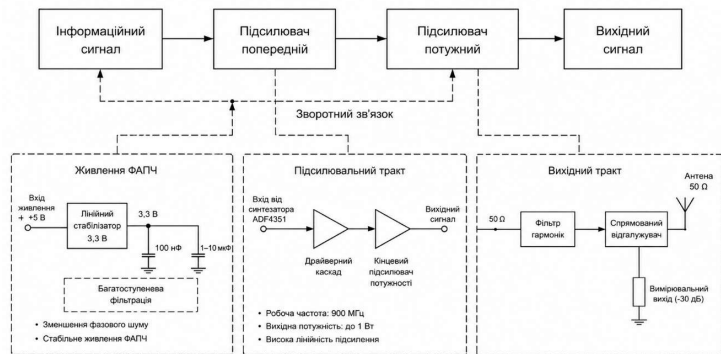 Інформаційний
сигнал
Підсилювач
попередній
Підсилювач
потужний
Вихідний
сигнал
Зворотний зв'язок
Живлення ФАПЧ
Вхід
живлення
+ +5 В
Лінійний
стабілізатор
3,3 В
3,3 В
100 нФ
1–10 мкФ
Багатоступенева
фільтрація
• Зменшення фазового шуму
• Стабільне живлення ФАПЧ
Підсилювальний тракт
Вхід від
синтезатора
ADF4351
Вихідний
сигнал
Драйверний
каскад
Кінцевий
підсилювач
потужності
• Робоча частота: 900 МГц
• Вихідна потужність: до 1 Вт
• Висока лінійність підсилення
Вихідний тракт
Антена
50 Ω
50 Ω
Фільтр
гармонік
Спрямований
відгалужувач
Вимірювальний
вихід (-30 дБ)